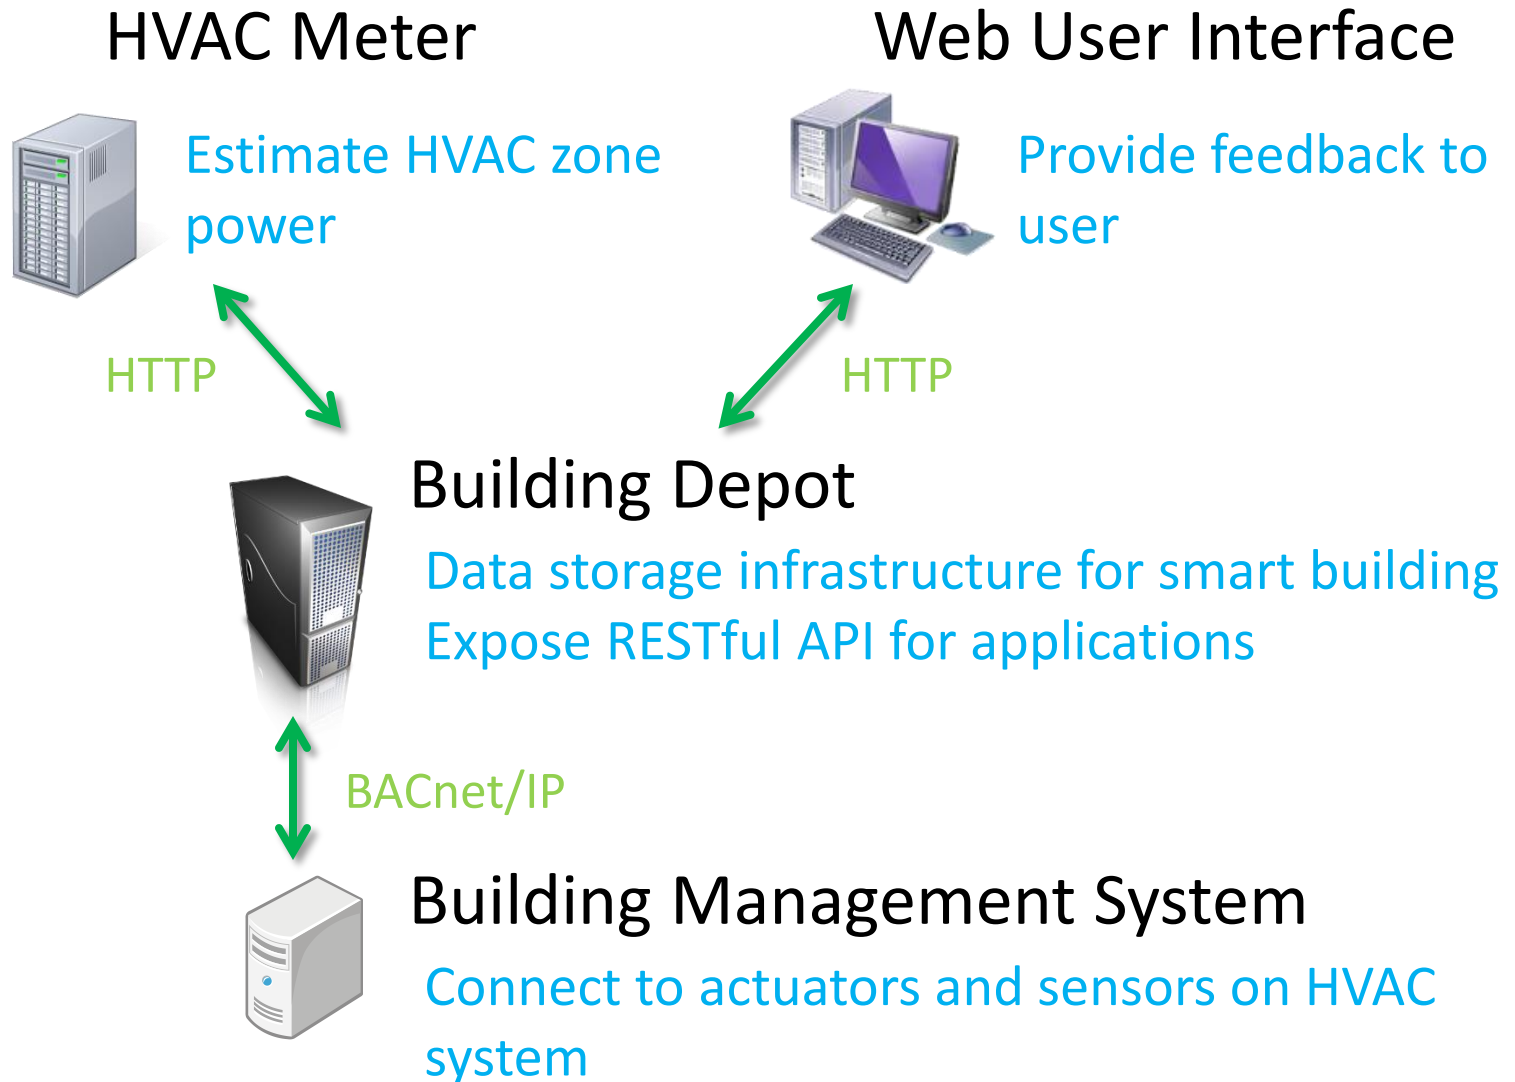 HVAC Meter
Web User Interface
Estimate HVAC zone
power
Provide feedback to
user
HTTP
HTTP
Building Depot
Data storage infrastructure for smart building
Expose RESTful API for applications
BACnet/IP
Building Management System
Connect to actuators and sensors on HVAC
system